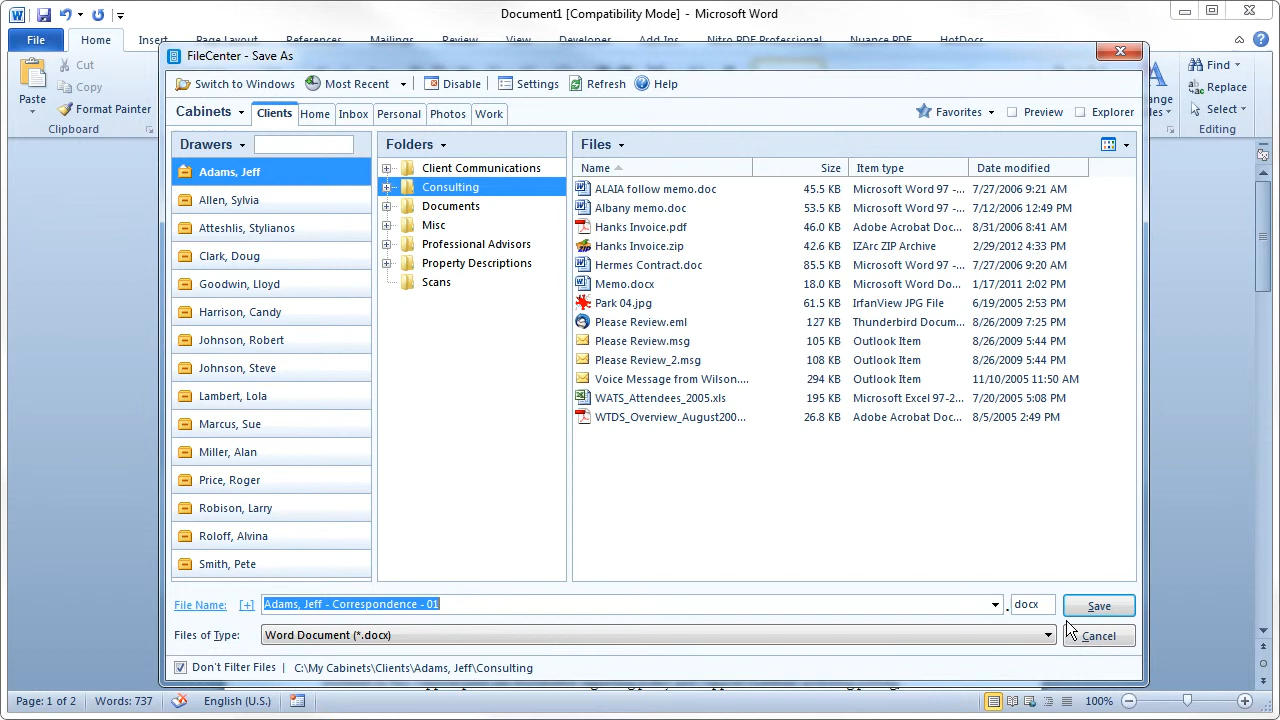 Document1 [Compatibility Mode] - Microsoft Word
File Home Insert Page Layout References Mailings Review View Developer Add-Ins Nitro PDF Professional Nuance PDF HotDocs
Paste
Cut
Copy
Format Painter
Clipboard
Find
Replace
Select
Editing
FileCenter - Save As
Switch to Windows Most Recent Disable Settings Refresh Help
Cabinets Clients Home Inbox Personal Photos Work Favorites Preview Explorer
Drawers
Adams, Jeff
Allen, Sylvia
Atteshlis, Stylianos
Clark, Doug
Goodwin, Lloyd
Harrison, Candy
Johnson, Robert
Johnson, Steve
Lambert, Lola
Marcus, Sue
Miller, Alan
Price, Roger
Robison, Larry
Roloff, Alvina
Smith, Pete
Folders
Client Communications
Consulting
Documents
Misc
Professional Advisors
Property Descriptions
Scans
Files
Name Size Item type Date modified
ALAIA follow memo.doc 45.5 KB Microsoft Word 97 -... 7/27/2006 9:21 AM
Albany memo.doc 53.5 KB Microsoft Word 97 -... 7/12/2006 12:49 PM
Hanks Invoice.pdf 46.0 KB Adobe Acrobat Doc... 8/31/2006 8:41 AM
Hanks Invoice.zip 42.6 KB IZArc ZIP Archive 2/29/2012 4:33 PM
Hermes Contract.doc 85.5 KB Microsoft Word 97 -... 7/27/2006 9:20 AM
Memo.docx 18.0 KB Microsoft Word Do... 1/17/2011 2:02 PM
Park 04.jpg 61.5 KB IrfanView JPG File 6/19/2005 2:53 PM
Please Review.eml 127 KB Thunderbird Docum... 8/26/2009 7:25 PM
Please Review.msg 105 KB Outlook Item 8/26/2009 5:44 PM
Please Review_2.msg 108 KB Outlook Item 8/26/2009 5:44 PM
Voice Message from Wilson.... 294 KB Outlook Item 11/10/2005 11:50 AM
WATS_Attendees_2005.xls 195 KB Microsoft Excel 97-2... 7/20/2005 5:08 PM
WTDS_Overview_August200... 26.8 KB Adobe Acrobat Doc... 8/5/2005 2:49 PM
File Name: [+] Adams, Jeff - Correspondence - 01 . docx Save
Files of Type: Word Document (*.docx) Cancel
Don't Filter Files C:\My Cabinets\Clients\Adams, Jeff\Consulting
Page: 1 of 2 Words: 737 English (U.S.) 100%